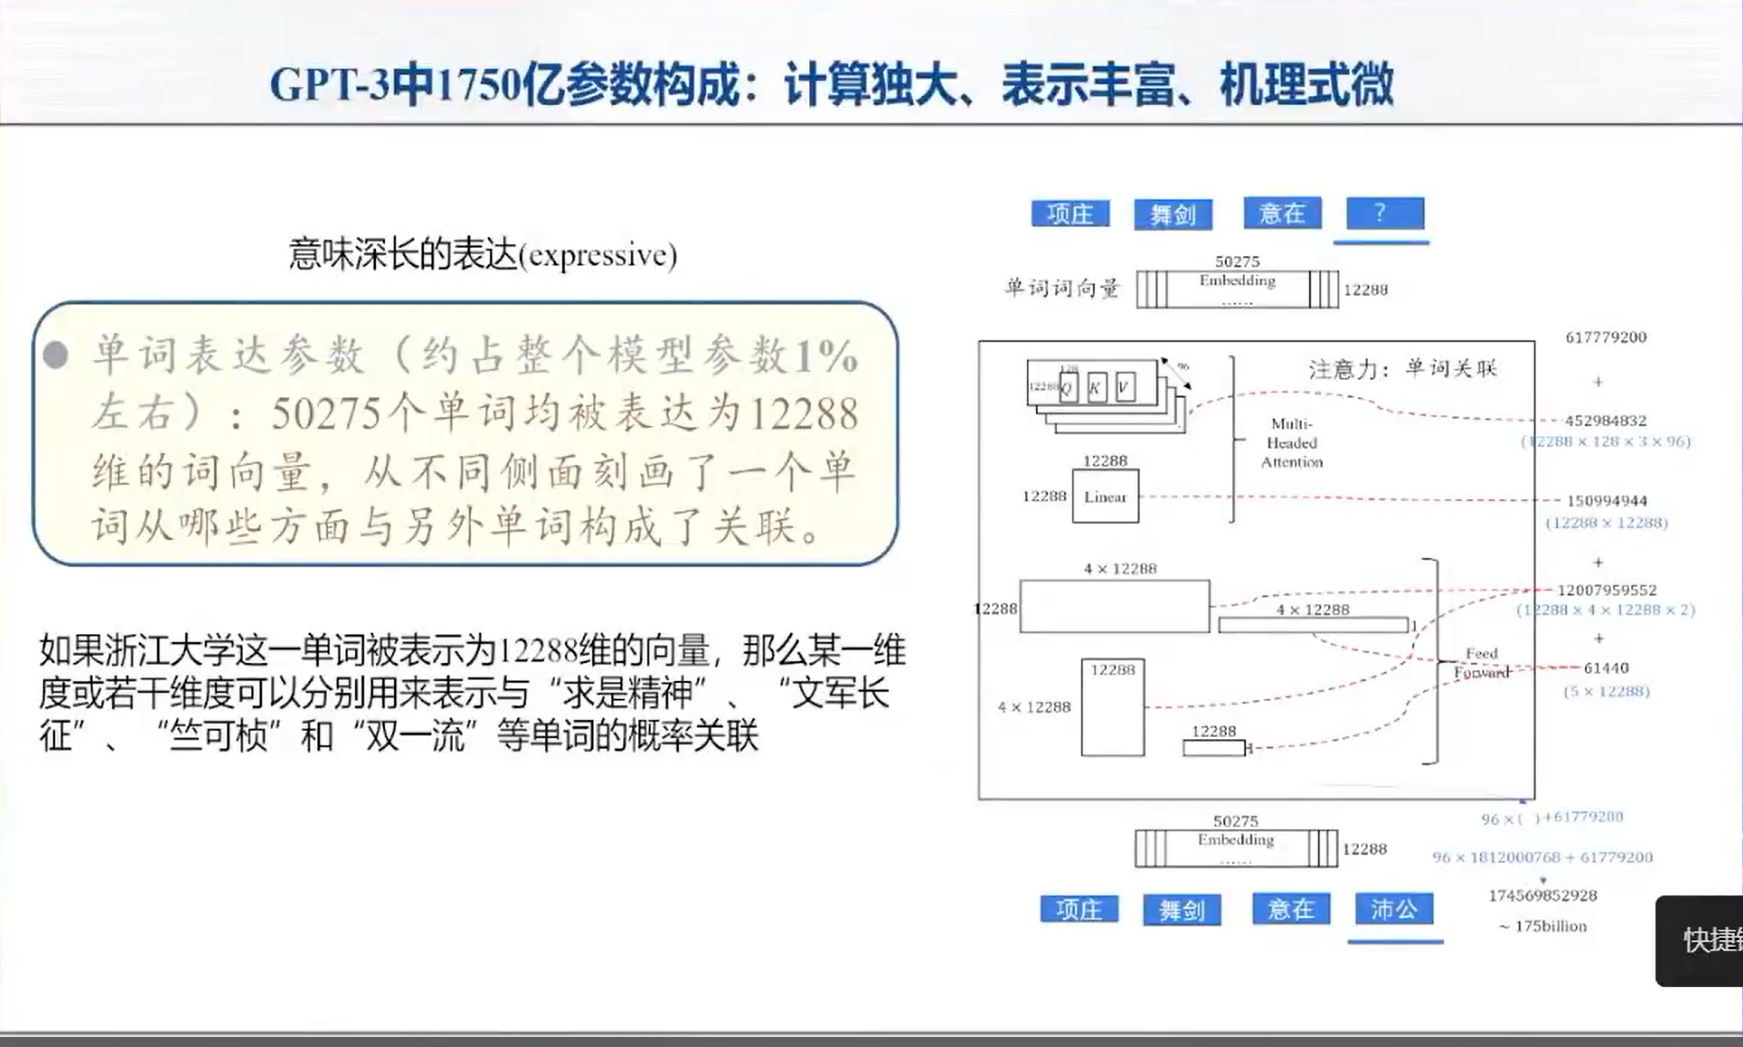 GPT-3中1750亿参数构成：计算独大、表示丰富、机理式微
意味深长的表达(expressive)
● 单词表达参数（约占整个模型参数1%
左右）：50275个单词均被表达为12288
维的词向量，从不同侧面刻画了一个单
词从哪些方面与另外单词构成了关联。
如果浙江大学这一单词被表示为12288维的向量，那么某一维
度或若干维度可以分别用来表示与“求是精神”、“文军长
征”、“竺可桢”和“双一流”等单词的概率关联
项庄 舞剑 意在 ？
50275
单词词向量 Embedding 12288
......
617779200
注意力：单词关联
+
128 96
12288 Q K V
452984832
(12288 × 128 × 3 × 96)
Multi-
Headed
Attention
12288
12288 Linear
150994944
(12288 × 12288)
+
4 × 12288
12288
12007959552
4 × 12288
1
(12288 × 4 × 12288 × 2)
+
Feed
Forward
12288
61440
(5 × 12288)
4 × 12288
12288
96 ×( )+61779200
50275
Embedding 12288
......
96 × 1812000768 + 61779200
174569852928
~ 175billion
项庄 舞剑 意在 沛公
快捷